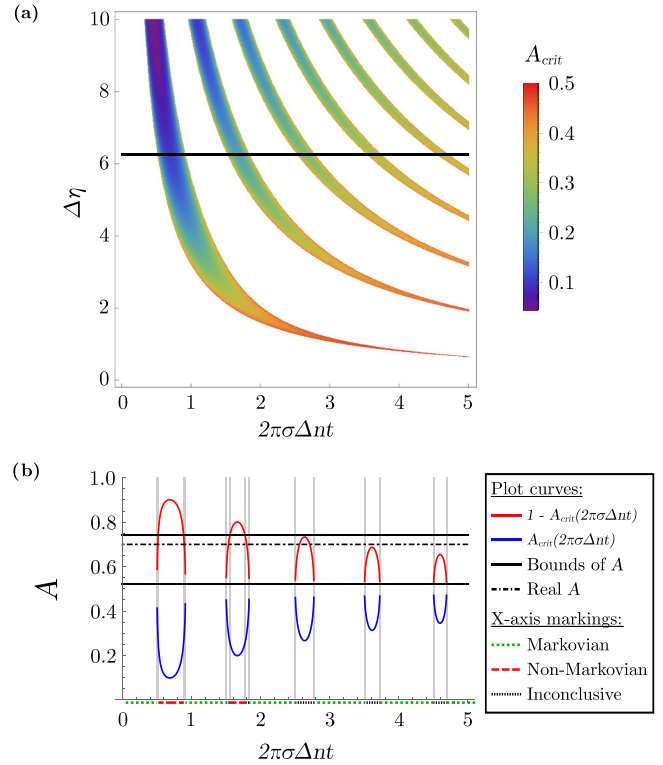 (a)
10
8
6
4
2
0
Δη
0 1 2 3 4 5
2πσΔnt
A_crit
0.5
0.4
0.3
0.2
0.1
(b)
1.0
0.8
0.6
0.4
0.2
A
0 1 2 3 4 5
2πσΔnt
Plot curves:
1 - A_crit(2πσΔnt)
A_crit(2πσΔnt)
Bounds of A
Real A
X-axis markings:
Markovian
Non-Markovian
Inconclusive